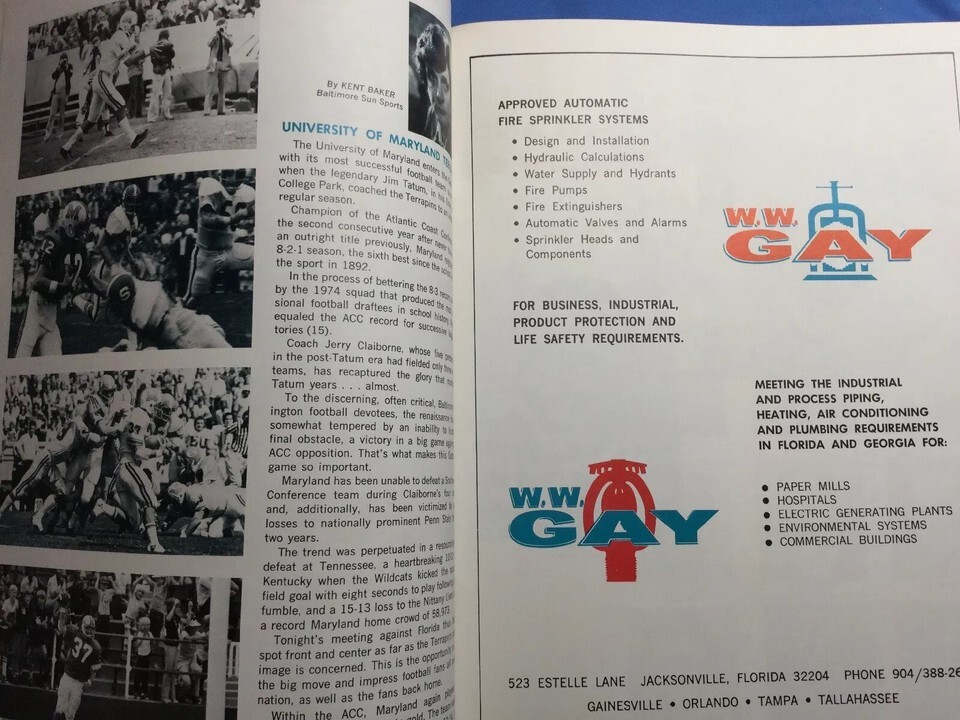 By KENT BAKER
Baltimore Sun Sports
UNIVERSITY OF MARYLAND
The University of Maryland enters
with its most successful football
when the legendary Jim Tatum, in
College Park, coached the Terrapins to
regular season.
Champion of the Atlantic Coast
the second consecutive year after
an outright title previously, Maryland
8-2-1 season, the sixth best since the
the sport in 1892.
In the process of bettering the 8-3
by the 1974 squad that produced the
sional football draftees in school
equaled the ACC record for
tories (15).
Coach Jerry Claiborne, whose
in the post-Tatum era had fielded only
teams, has recaptured the glory that
Tatum years . . . almost.
To the discerning, often critical,
ington football devotees, the renaissance
somewhat tempered by an inability to
final obstacle, a victory in a big game
ACC opposition. That's what makes this
game so important.
Maryland has been unable to defeat a
Conference team during Claiborne's
and, additionally, has been victimized
losses to nationally prominent Penn State
two years.
The trend was perpetuated in a
defeat at Tennessee, a heartbreaking
Kentucky when the Wildcats kicked
field goal with eight seconds to play
fumble, and a 15-13 loss to the Nittany
a record Maryland home crowd of 58,973.
Tonight's meeting against Florida
spot front and center as far as the
image is concerned. This is the
the big move and impress football fans
nation, as well as the fans back home.
Within the ACC, Maryland again
gold. The
APPROVED AUTOMATIC
FIRE SPRINKLER SYSTEMS
• Design and Installation
• Hydraulic Calculations
• Water Supply and Hydrants
• Fire Pumps
• Fire Extinguishers
• Automatic Valves and Alarms
• Sprinkler Heads and
Components
W.W.
GAY
FOR BUSINESS, INDUSTRIAL,
PRODUCT PROTECTION AND
LIFE SAFETY REQUIREMENTS.
MEETING THE INDUSTRIAL
AND PROCESS PIPING,
HEATING, AIR CONDITIONING
AND PLUMBING REQUIREMENTS
IN FLORIDA AND GEORGIA FOR:
W.W.
GAY
• PAPER MILLS
• HOSPITALS
• ELECTRIC GENERATING PLANTS
• ENVIRONMENTAL SYSTEMS
• COMMERCIAL BUILDINGS
523 ESTELLE LANE JACKSONVILLE, FLORIDA 32204 PHONE 904/388-26
GAINESVILLE • ORLANDO • TAMPA • TALLAHASSEE
32
S
34
37